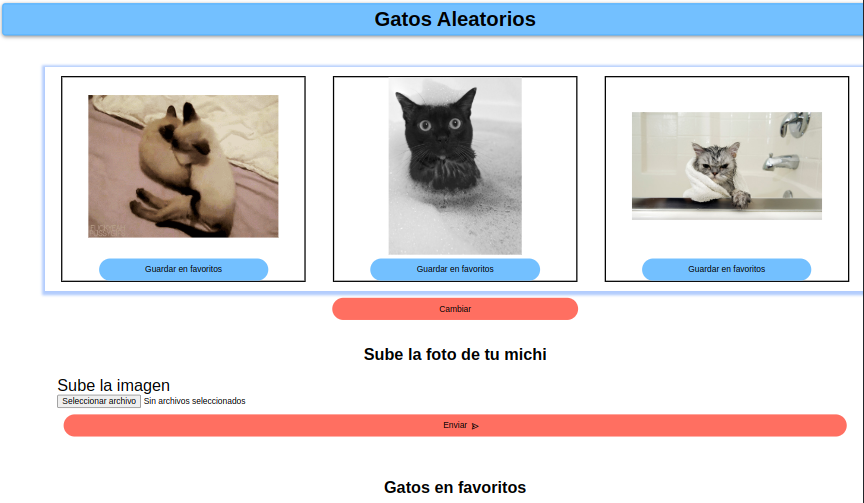 Gatos Aleatorios
Guardar en favoritos
Guardar en favoritos
Guardar en favoritos
Cambiar
Sube la foto de tu michi
Sube la imagen
Seleccionar archivo Sin archivos seleccionados
Enviar
Gatos en favoritos